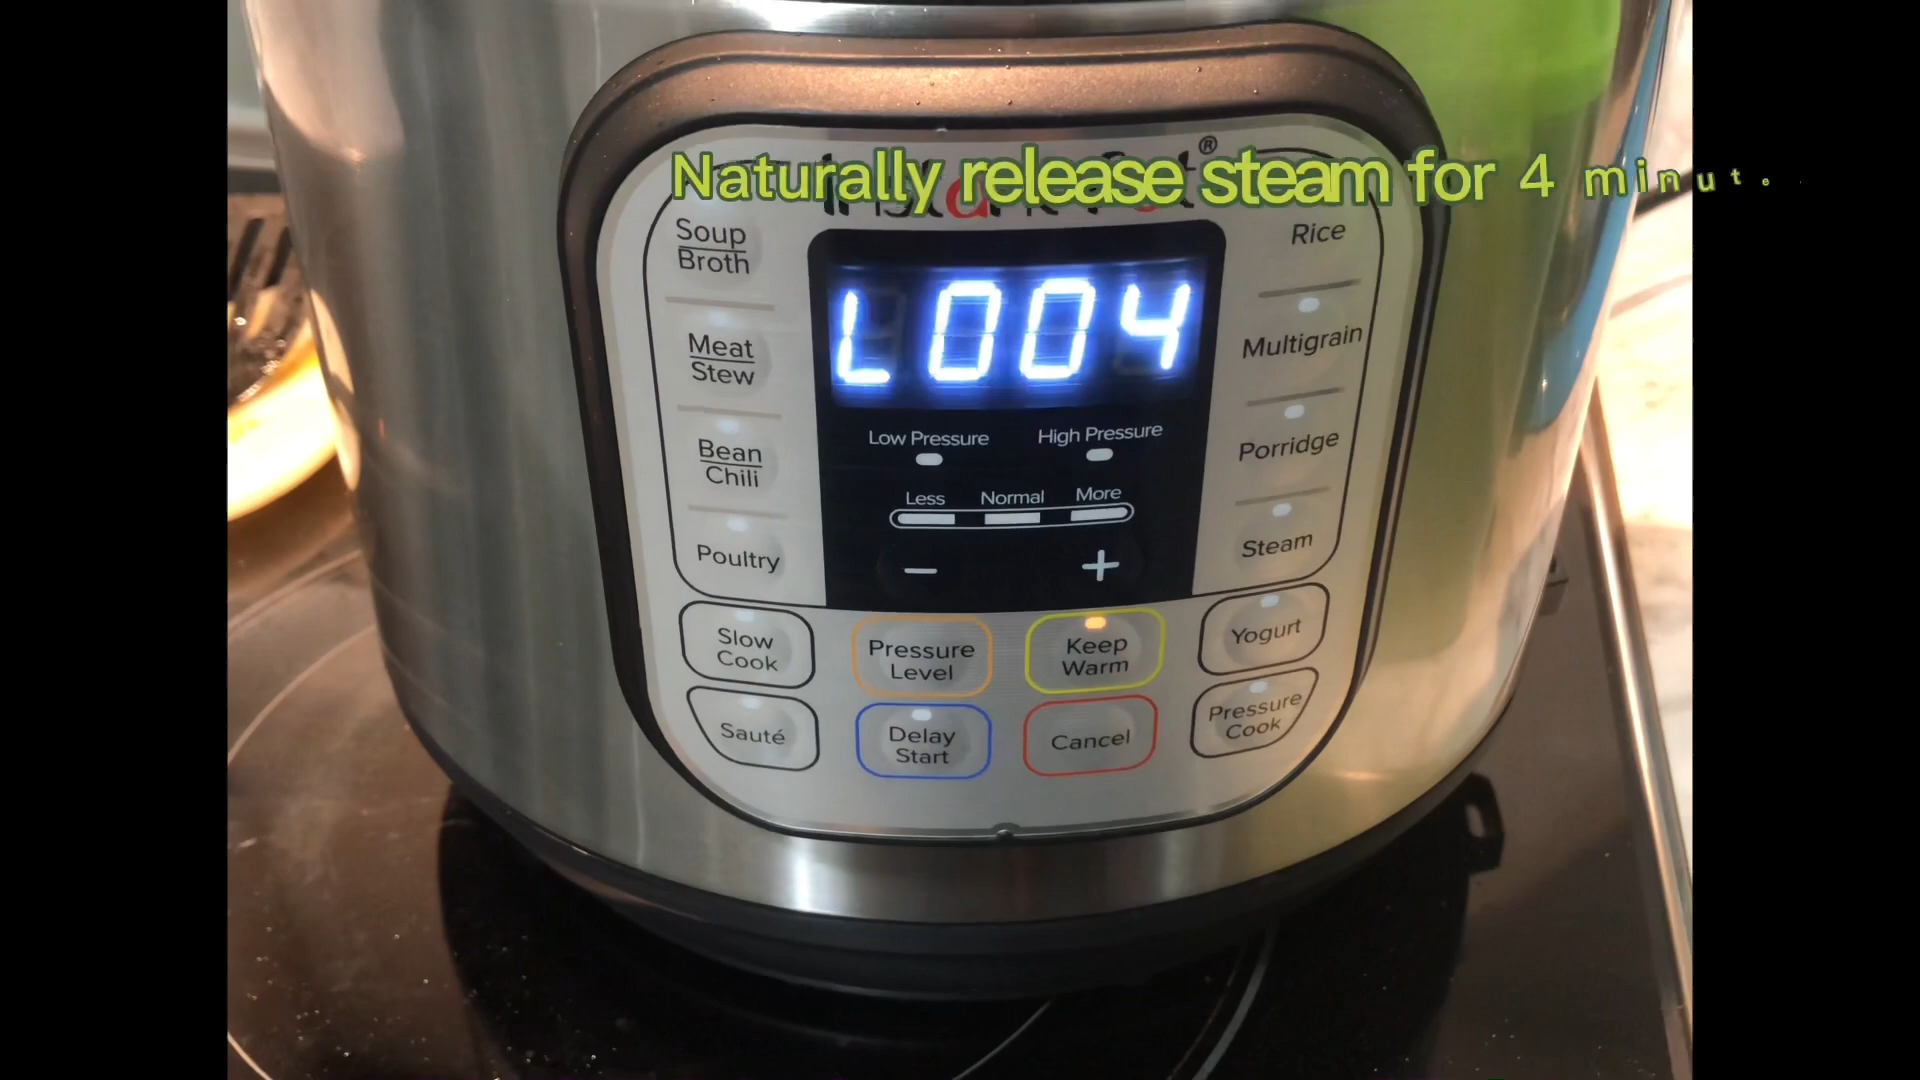 Naturally release steam for 4 minut.
®
Soup
Broth
Meat
Stew
Bean
Chili
Poultry
L004
Low Pressure
High Pressure
Less Normal More
− +
Rice
Multigrain
Porridge
Steam
Slow
Cook
Pressure
Level
Keep
Warm
Yogurt
Sauté
Delay
Start
Cancel
Pressure
Cook